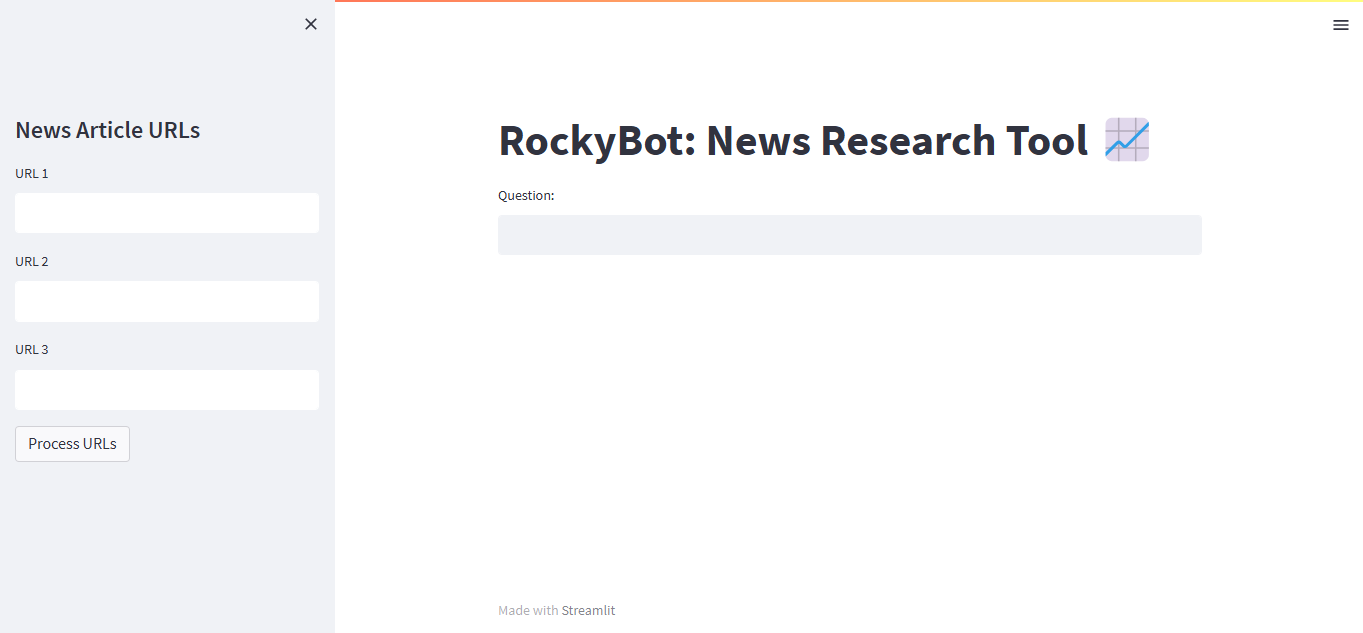 News Article URLs
URL 1
URL 2
URL 3
Process URLs
RockyBot: News Research Tool
Question:
Made with Streamlit